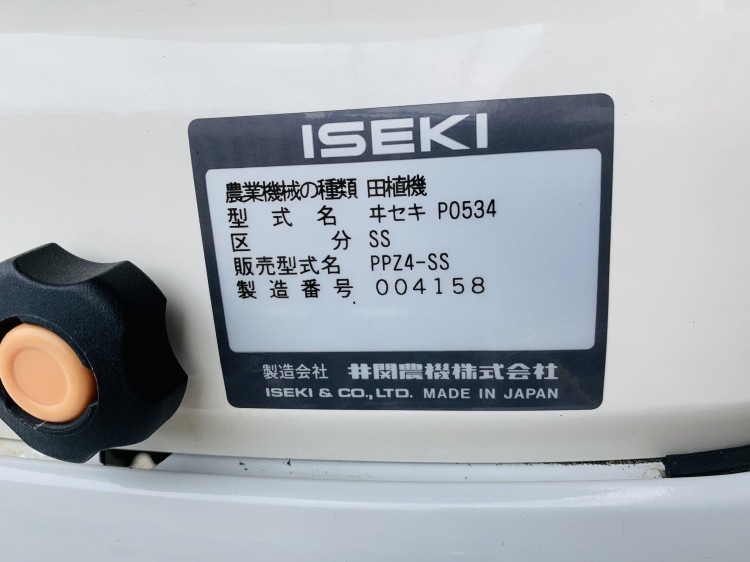 ISEKI
農業機械の種類 田植機
型式名 ヰセキ P0534
区分 SS
販売型式名 PPZ4-SS
製造番号 004158
製造会社 井関農機株式会社
ISEKI & CO., LTD. MADE IN JAPAN